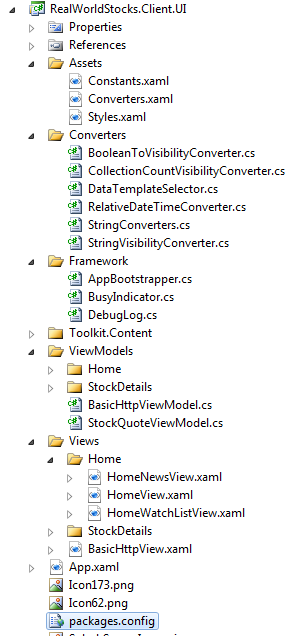 RealWorldStocks.Client.UI
Properties
References
Assets
Constants.xaml
Converters.xaml
Styles.xaml
Converters
BooleanToVisibilityConverter.cs
CollectionCountVisibilityConverter.cs
DataTemplateSelector.cs
RelativeDateTimeConverter.cs
StringConverters.cs
StringVisibilityConverter.cs
Framework
AppBootstrapper.cs
BusyIndicator.cs
DebugLog.cs
Toolkit.Content
ViewModels
Home
StockDetails
BasicHttpViewModel.cs
StockQuoteViewModel.cs
Views
Home
HomeNewsView.xaml
HomeView.xaml
HomeWatchListView.xaml
StockDetails
BasicHttpView.xaml
App.xaml
Icon173.png
Icon62.png
packages.config